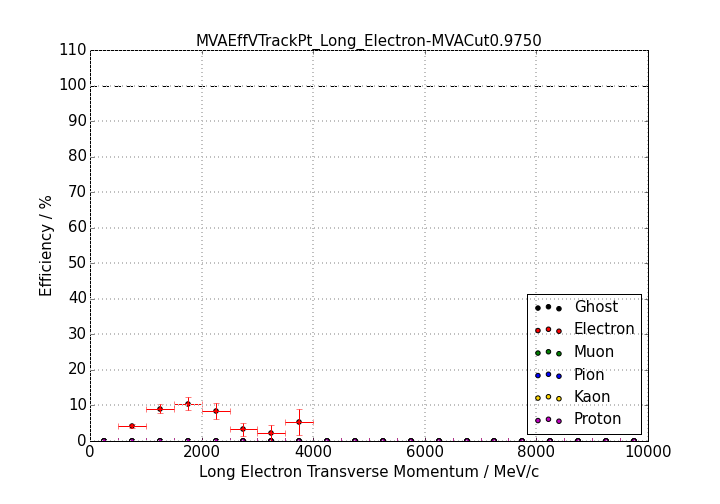 MVAEffVTrackPt_Long_Electron-MVACut0.9750
110
100
90
80
70
60
50
40
30
20
10
0
Efficiency / %
Ghost
Electron
Muon
Pion
Kaon
Proton
0 2000 4000 6000 8000 10000
Long Electron Transverse Momentum / MeV/c